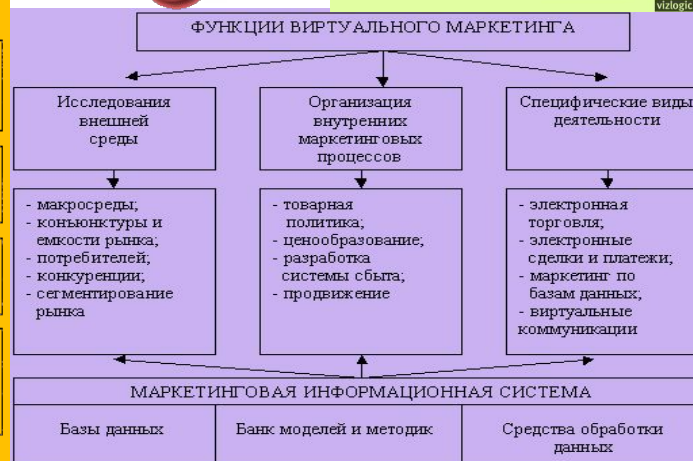 vizlogic
ФУНКЦИИ ВИРТУАЛЬНОГО МАРКЕТИНГА
Исследования
внешней
среды
Организация
внутренних
маркетинговых
процессов
Специфические виды
деятельности
- макросреды;
- конъюнктуры и
емкости рынка;
- потребителей;
- конкуренции;
- сегментирование
рынка
- товарная
политика;
- ценообразование;
- разработка
системы сбыта;
- продвижение
- электронная
торговля;
- электронные
сделки и платежи;
- маркетинг по
базам данных;
- виртуальные
коммуникации
МАРКЕТИНГОВАЯ ИНФОРМАЦИОННАЯ СИСТЕМА
Базы данных
Банк моделей и методик
Средства обработки
данных